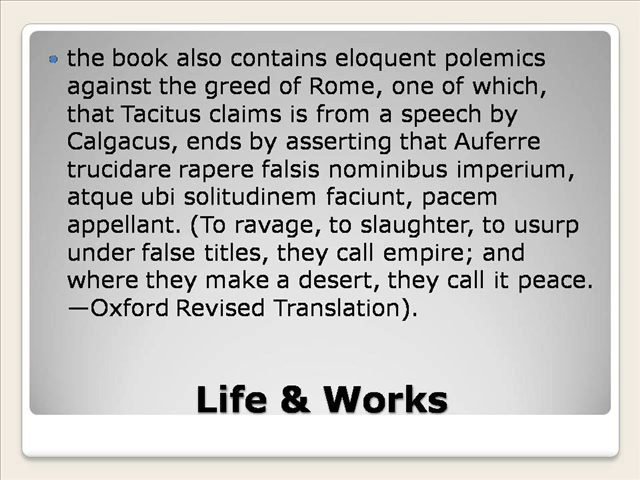 the book also contains eloquent polemics
against the greed of Rome, one of which,
that Tacitus claims is from a speech by
Calgacus, ends by asserting that Auferre
trucidare rapere falsis nominibus imperium,
atque ubi solitudinem faciunt, pacem
appellant. (To ravage, to slaughter, to usurp
under false titles, they call empire; and
where they make a desert, they call it peace.
—Oxford Revised Translation).
Life & Works